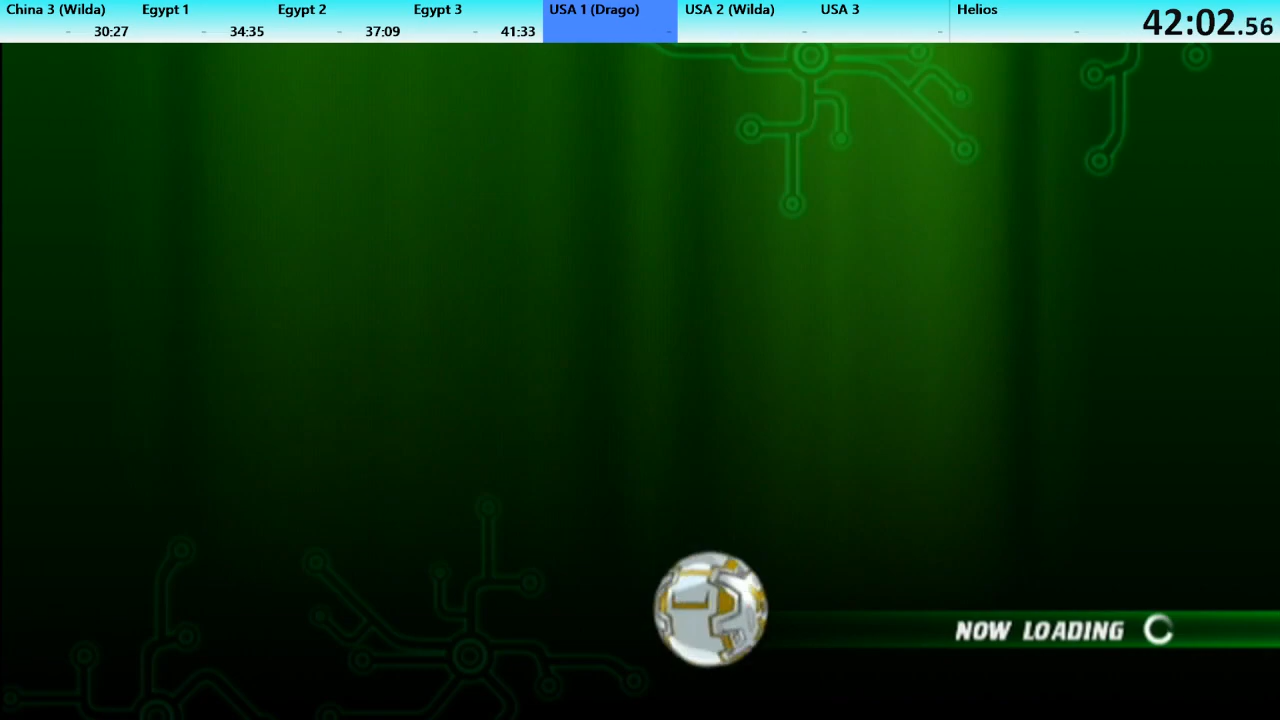 China 3 (Wilda) Egypt 1 Egypt 2 Egypt 3 USA 1 (Drago) USA 2 (Wilda) USA 3 Helios
- 30:27 - 34:35 - 37:09 - 41:33 - - - -
42:02.56
NOW LOADING